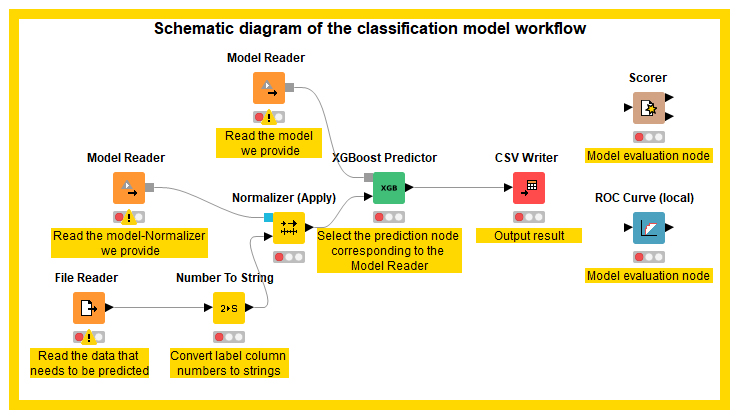 Schematic diagram of the classification model workflow
Model Reader
Read the model
we provide
Scorer
Model evaluation node
Model Reader
Read the model-Normalizer
we provide
Normalizer (Apply)
XGBoost Predictor
XGB
Select the prediction node
corresponding to the
Model Reader
CSV Writer
Output result
ROC Curve (local)
Model evaluation node
File Reader
Read the data that
needs to be predicted
Number To String
2▸S
Convert label column
numbers to strings